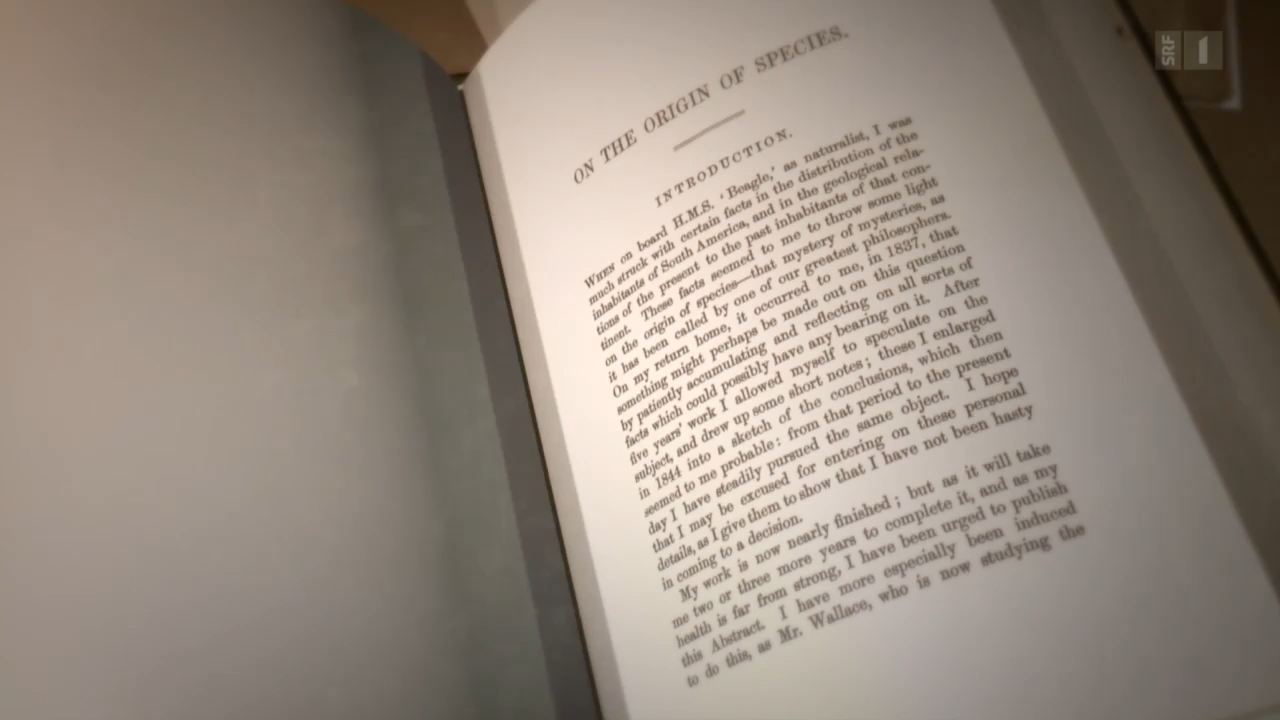 ON THE ORIGIN OF SPECIES.
INTRODUCTION.
WHEN on board H.M.S. 'Beagle,' as naturalist, I was
much struck with certain facts in the distribution of the
inhabitants of South America, and in the geological rela-
tions of the present to the past inhabitants of that con-
tinent. These facts seemed to me to throw some light
on the origin of species—that mystery of mysteries, as
it has been called by one of our greatest philosophers.
On my return home, it occurred to me, in 1837, that
something might perhaps be made out on this question
by patiently accumulating and reflecting on all sorts of
facts which could possibly have any bearing on it. After
five years' work I allowed myself to speculate on the
subject, and drew up some short notes; these I enlarged
in 1844 into a sketch of the conclusions, which then
seemed to me probable: from that period to the present
day I have steadily pursued the same object. I hope
that I may be excused for entering on these personal
details, as I give them to show that I have not been hasty
in coming to a decision.
My work is now nearly finished; but as it will take
me two or three more years to complete it, and as my
health is far from strong, I have been urged to publish
this Abstract. I have more especially been induced
to do this, as Mr. Wallace, who is now studying the
SRF 1